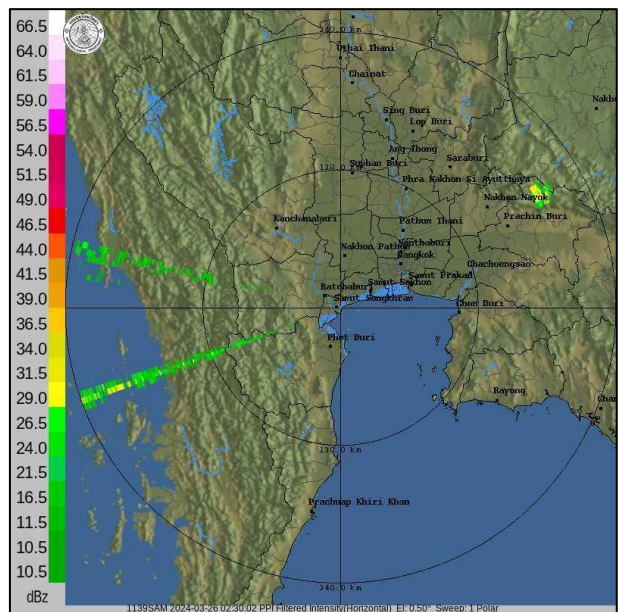 66.5
64.0
61.5
59.0
56.5
54.0
51.5
49.0
46.5
44.0
41.5
39.0
36.5
34.0
31.5
29.0
26.5
24.0
21.5
16.5
11.5
10.5
dBz
240.0 km
Uthai Thani
Chainat
Sing Buri
Lop Buri
Nakho
Ang Thong
Saraburi
Suphan Buri
120.0 km
Phra Nakhon Si Ayutthaya
Nakhon Nayok
Kanchanaburi
Pathum Thani
Prachin Buri
Nonthaburi
Nakhon Pathom
Bangkok
Chachoengsao
Samut Prakan
Ratchaburi
Samut Sakhon
Samut Songkhram
Chon Buri
Phet Buri
Rayong
Chan
120.0 km
Prachuap Khiri Khan
240.0 km
1139SAM 2024-03-26 02:30:02 PPI Filtered Intensity(Horizontal) El: 0.50° Sweep: 1 Polar